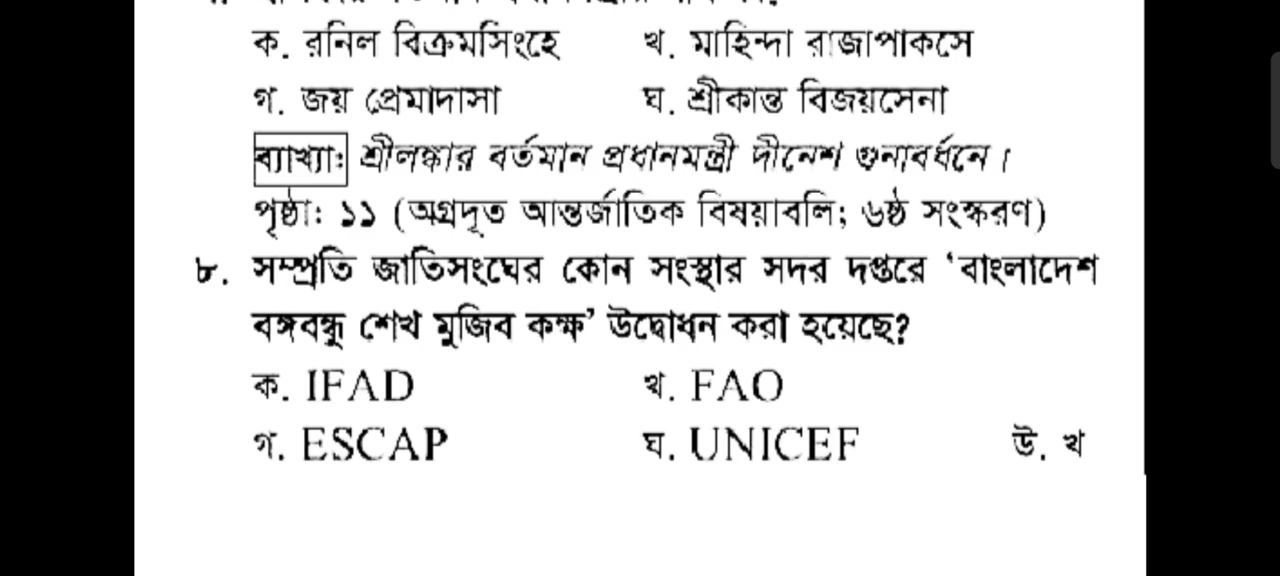 ক. রনিল বিক্রমসিংহে খ. মাহিন্দা রাজাপাকসে
গ. জয় প্রেমাদাসা ঘ. শ্রীকান্ত বিজয়সেনা
ব্যাখ্যা: শ্রীলঙ্কার বর্তমান প্রধানমন্ত্রী দীনেশ গুনাবর্ধনে।
পৃষ্ঠা: ১১ (অগ্রদূত আন্তর্জাতিক বিষয়াবলি; ৬ষ্ঠ সংস্করণ)
৮. সম্প্রতি জাতিসংঘের কোন সংস্থার সদর দপ্তরে ‘বাংলাদেশ
বঙ্গবন্ধু শেখ মুজিব কক্ষ’ উদ্বোধন করা হয়েছে?
ক. IFAD খ. FAO
গ. ESCAP ঘ. UNICEF উ. খ